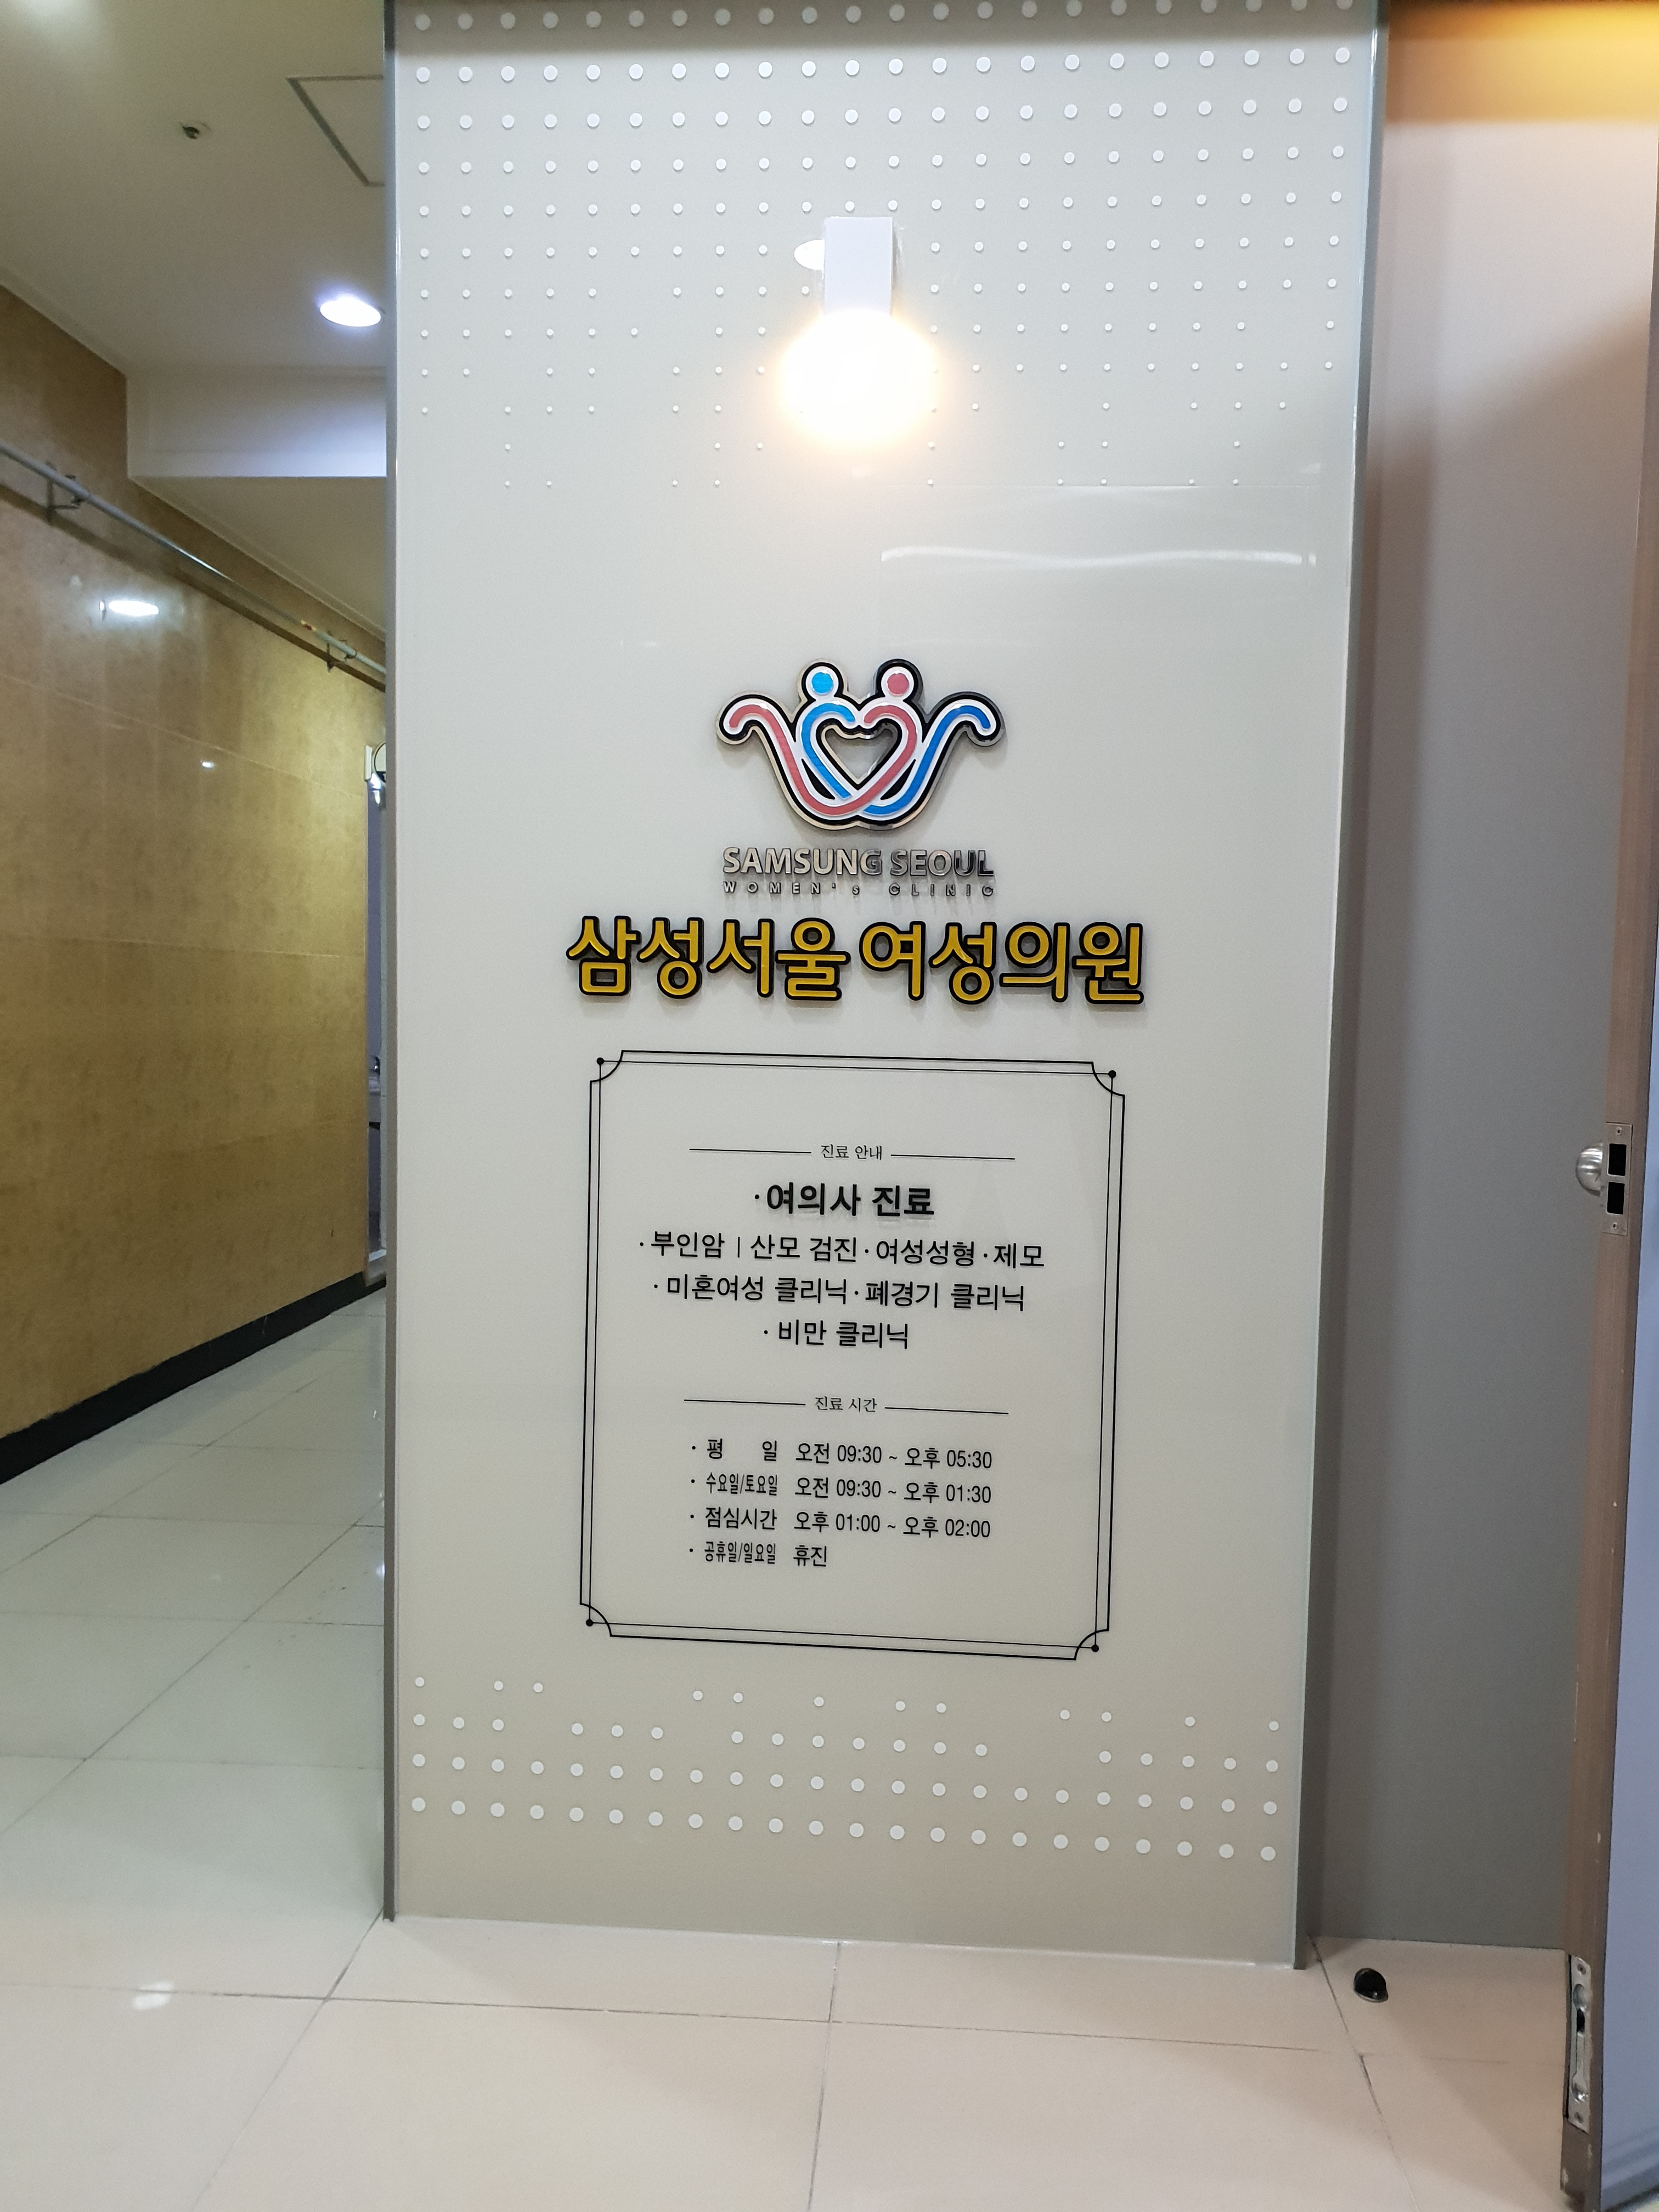 SAMSUNG SEOUL
WOMEN's CLINIC
삼성서울 여성의원
진료 안내
·여의사 진료
·부인암 | 산모 검진·여성성형·제모
·미혼여성 클리닉·폐경기 클리닉
·비만 클리닉
진료 시간
· 평 일 오전 09:30 ~ 오후 05:30
· 수요일/토요일 오전 09:30 ~ 오후 01:30
· 점심시간 오후 01:00 ~ 오후 02:00
· 공휴일/일요일 휴진